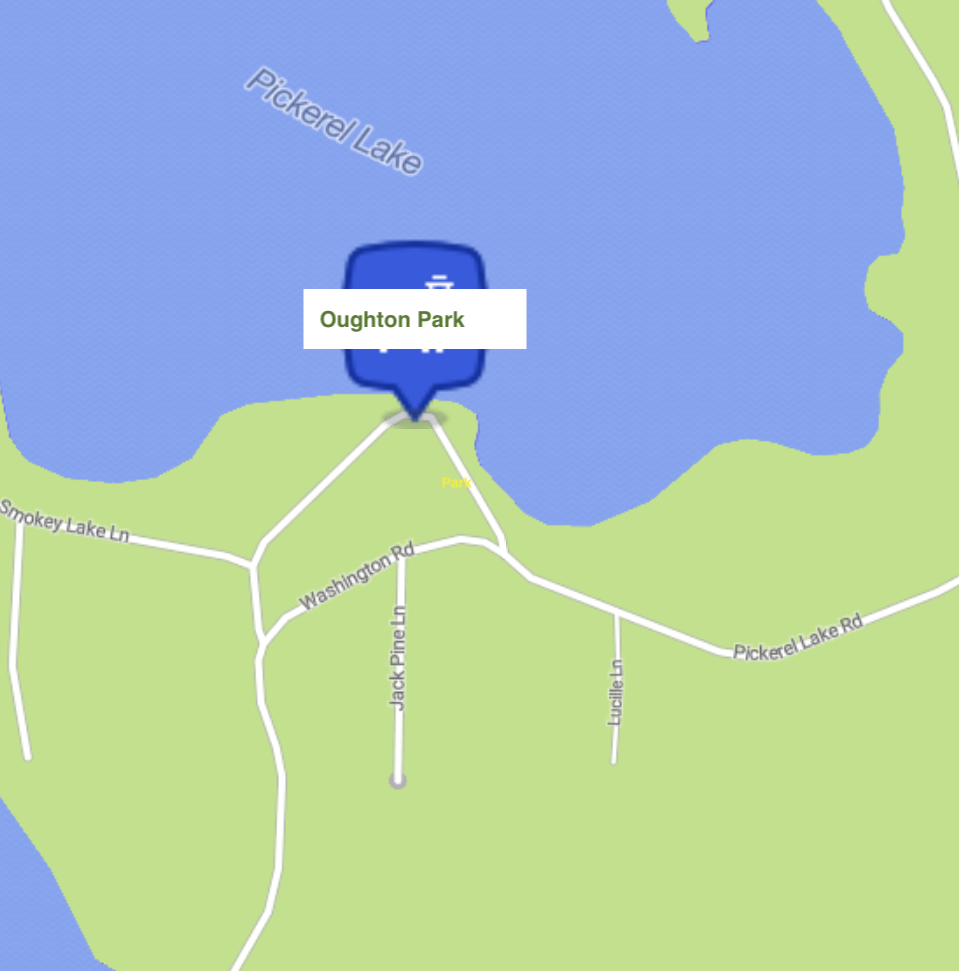 Pickerel Lake
Oughton Park
Park
Smokey Lake Ln
Washington Rd
Jack Pine Ln
Lucille Ln
Pickerel Lake Rd